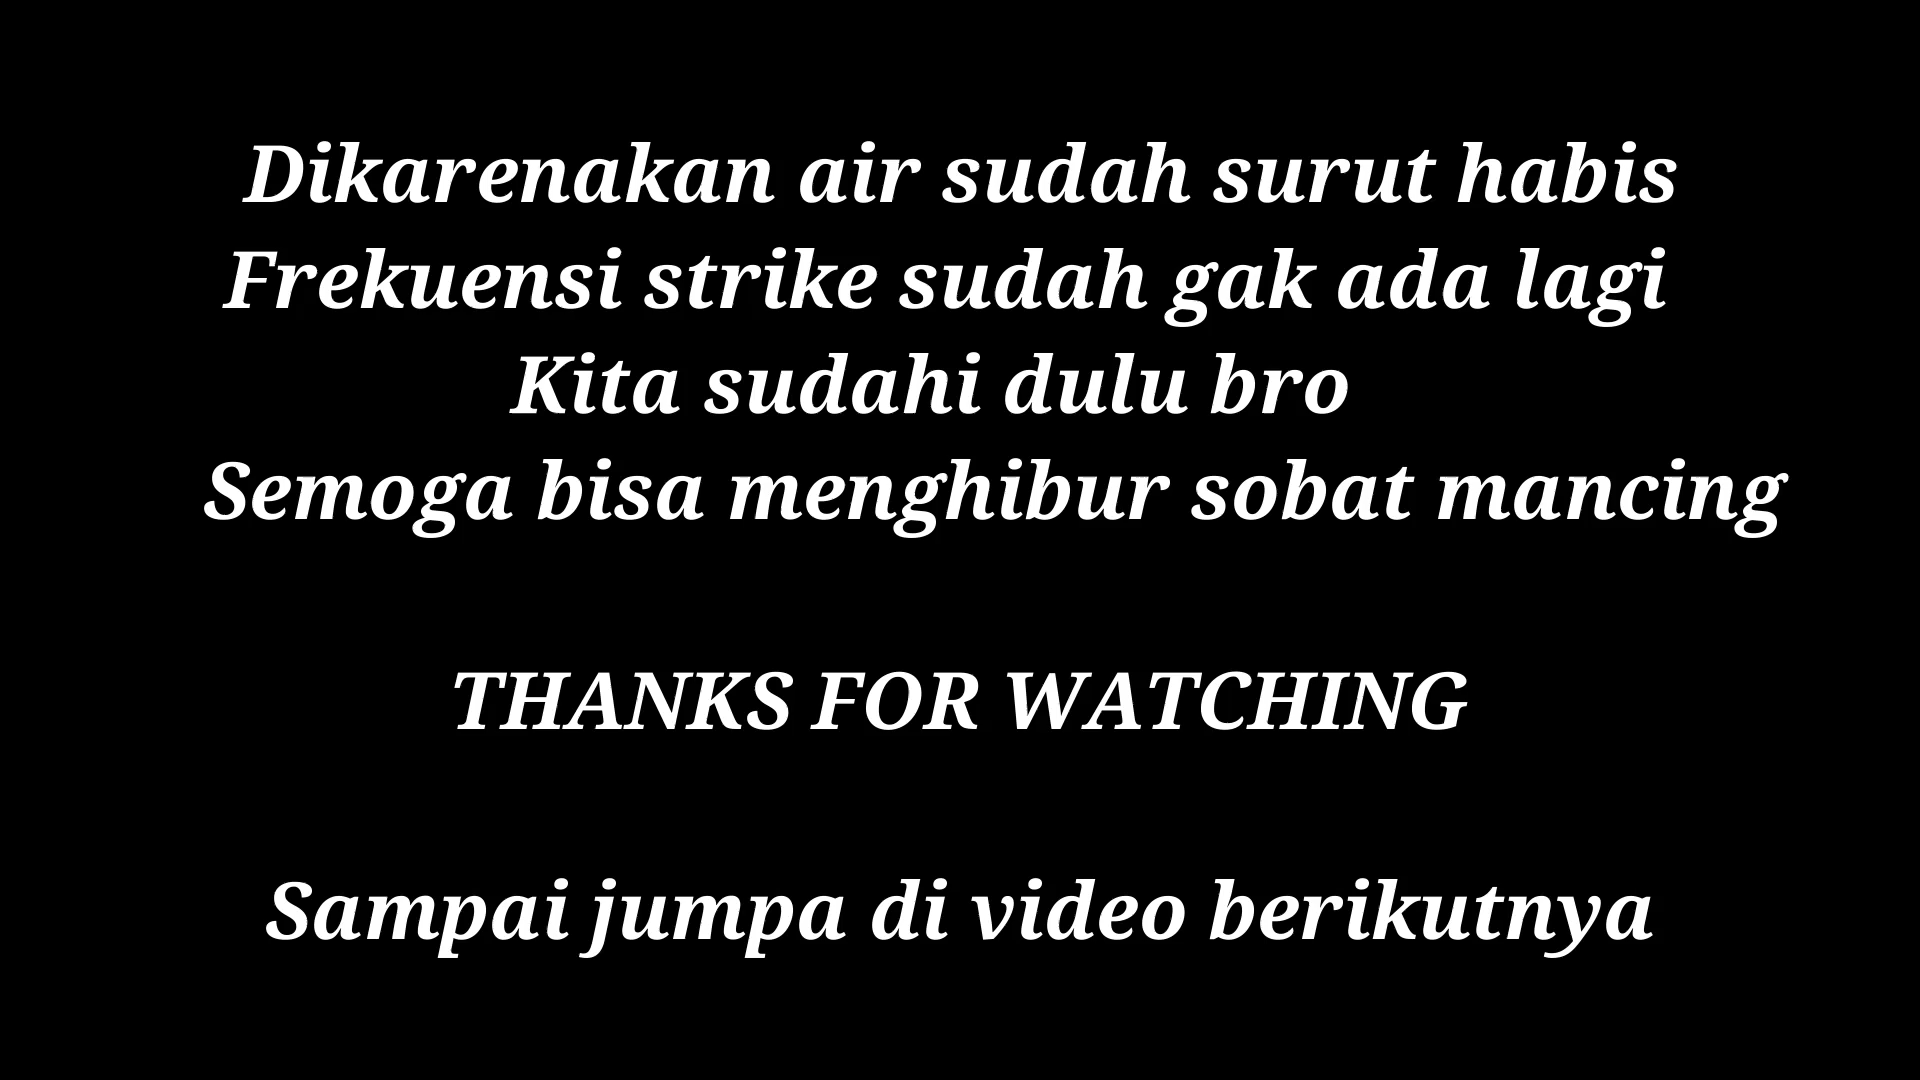 Dikarenakan air sudah surut habis
Frekuensi strike sudah gak ada lagi
Kita sudahi dulu bro
Semoga bisa menghibur sobat mancing
THANKS FOR WATCHING
Sampai jumpa di video berikutnya